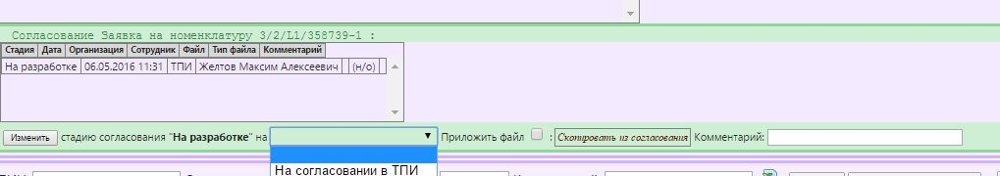 Согласование Заявка на номенклатуру 3/2/L1/358739-1 :
Стадия Дата Организация Сотрудник Файл Тип файла Комментарий
На разработке 06.05.2016 11:31 ТПИ Желтов Максим Алексеевич (н/о)
Изменить стадию согласования "На разработке" на Приложить файл : Скопировать из согласования Комментарий:
На согласовании в ТПИ